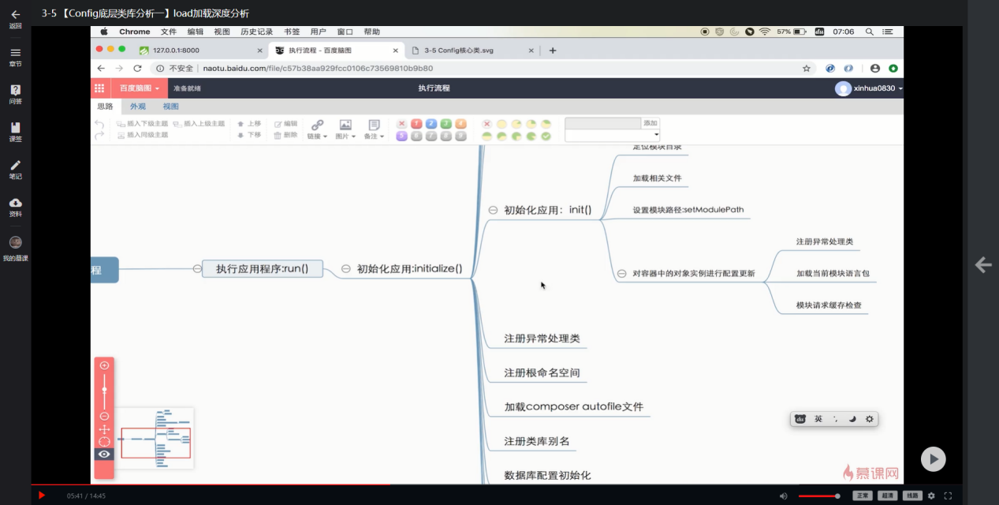 3-5 【Config底层类库分析一】load加载深度分析
返回
章节
问答
课签
笔记
资料
我的慕课
Chrome 文件 编辑 视图 历史记录 书签 用户 窗口 帮助
57% 07:06
127.0.0.1:8000
执行流程 - 百度脑图
3-5 Config核心类.svg
不安全 | naotu.baidu.com/file/c57b38aa929fcc0106c73569810b9b80
百度脑图 准备就绪 执行流程 xinhua0830
思路 外观 视图
插入下级主题 插入上级主题 上移 编辑
插入同级主题 下移 删除
链接 图片 备注
1 2 3 4
5 6 7 8 9
添加
定位模块目录
加载相关文件
初始化应用：init()
设置模块路径:setModulePath
注册异常处理类
程
执行应用程序:run()
初始化应用:initialize()
对容器中的对象实例进行配置更新
加载当前模块语言包
模块请求缓存检查
注册异常处理类
注册根命名空间
加载composer autofile文件
英
注册类库别名
数据库配置初始化
慕课网
05:41 / 14:45
正常 超清 线路